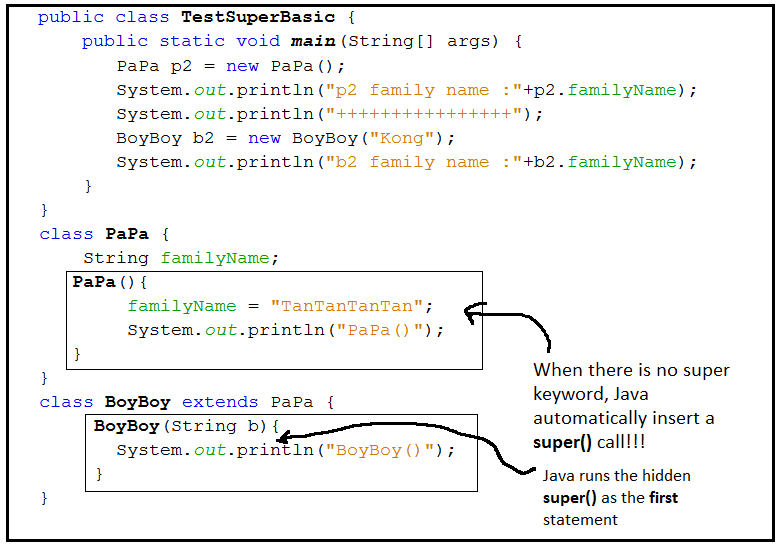 public class TestSuperBasic {
public static void main(String[] args) {
PaPa p2 = new PaPa();
System.out.println("p2 family name :"+p2.familyName);
System.out.println("++++++++++++++++");
BoyBoy b2 = new BoyBoy("Kong");
System.out.println("b2 family name :"+b2.familyName);
}
}
class PaPa {
String familyName;
PaPa(){
familyName = "TanTanTanTan";
System.out.println("PaPa()");
}
}
class BoyBoy extends PaPa {
BoyBoy(String b){
System.out.println("BoyBoy()");
}
}
When there is no super
keyword, Java
automatically insert a
super() call!!!
Java runs the hidden
super() as the first
statement